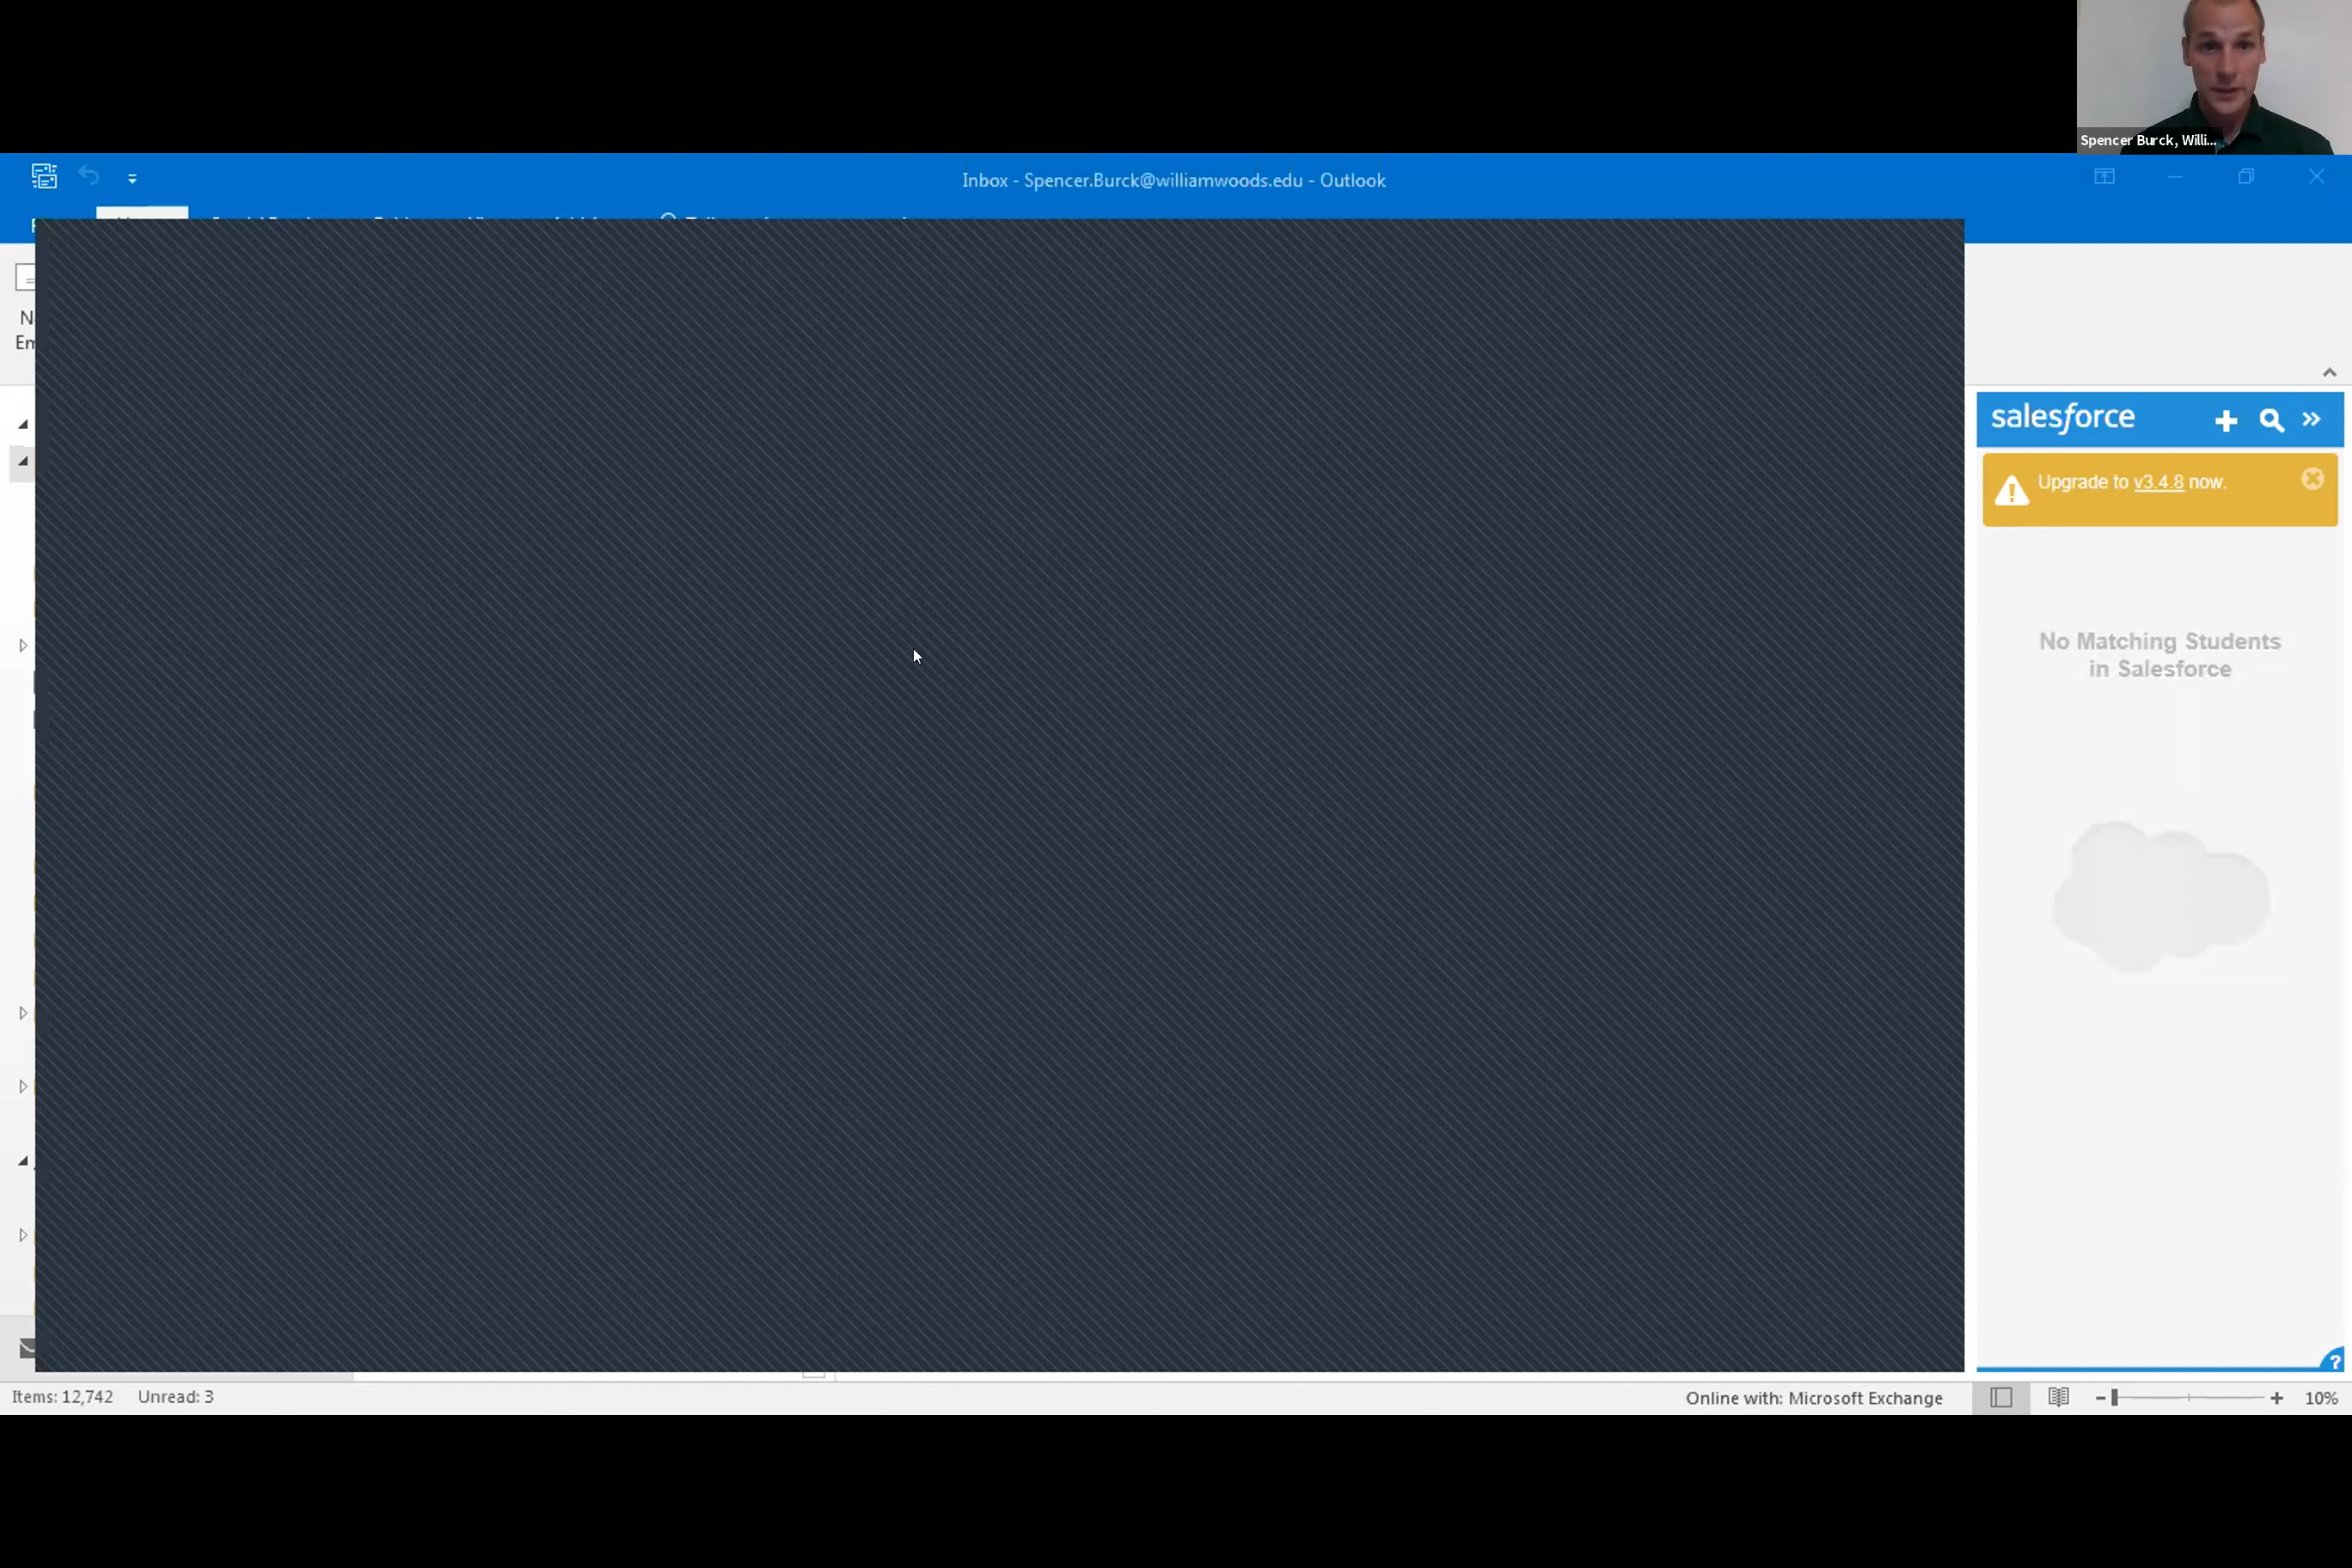 Spencer Burck, Willi...
Inbox - Spencer.Burck@williamwoods.edu - Outlook
salesforce
Upgrade to v3.4.8 now.
No Matching Students
in Salesforce
?
Items: 12,742 Unread: 3
Online with: Microsoft Exchange
10%